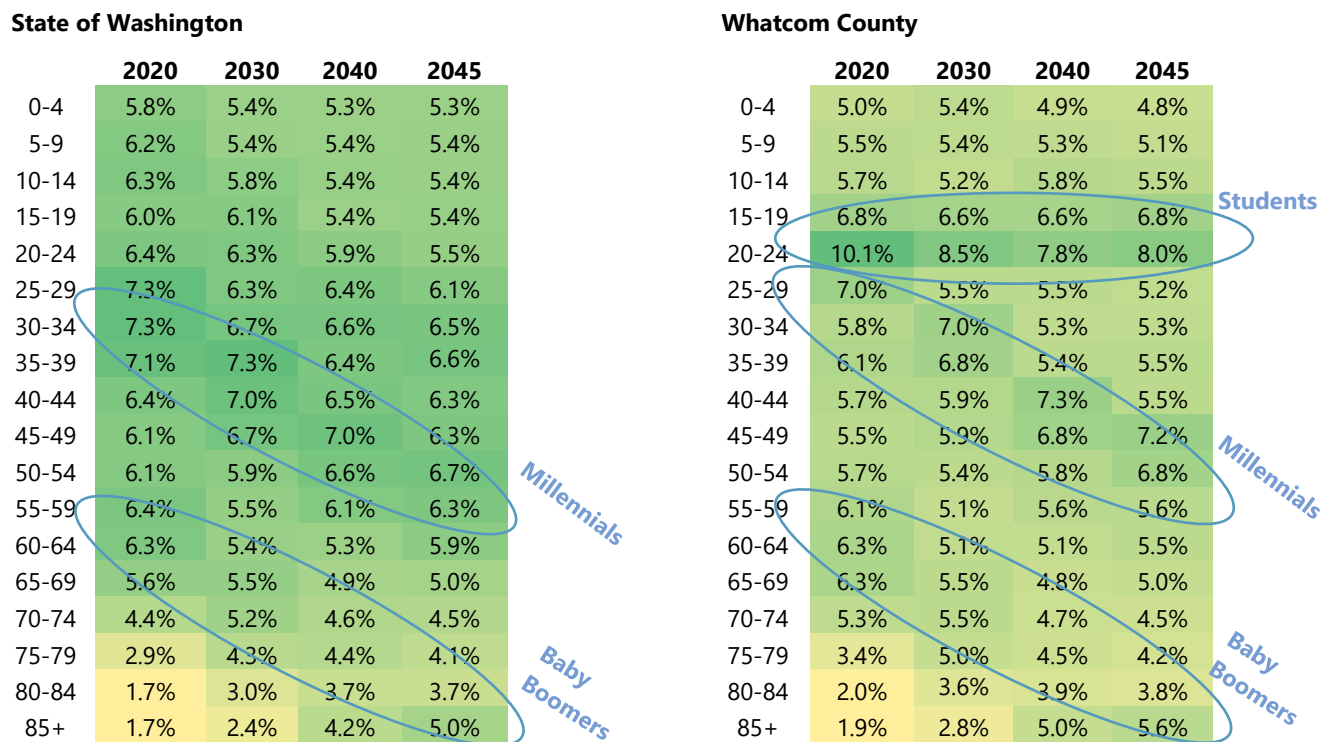 State of Washington Whatcom County
2020 2030 2040 2045 2020 2030 2040 2045
0-4 5.8% 5.4% 5.3% 5.3% 0-4 5.0% 5.4% 4.9% 4.8%
5-9 6.2% 5.4% 5.4% 5.4% 5-9 5.5% 5.4% 5.3% 5.1%
10-14 6.3% 5.8% 5.4% 5.4% 10-14 5.7% 5.2% 5.8% 5.5%
15-19 6.0% 6.1% 5.4% 5.4% 15-19 6.8% 6.6% 6.6% 6.8% Students
20-24 6.4% 6.3% 5.9% 5.5% 20-24 10.1% 8.5% 7.8% 8.0%
25-29 7.3% 6.3% 6.4% 6.1% 25-29 7.0% 5.5% 5.5% 5.2%
30-34 7.3% 6.7% 6.6% 6.5% 30-34 5.8% 7.0% 5.3% 5.3%
35-39 7.1% 7.3% 6.4% 6.6% 35-39 6.1% 6.8% 5.4% 5.5%
40-44 6.4% 7.0% 6.5% 6.3% 40-44 5.7% 5.9% 7.3% 5.5%
45-49 6.1% 6.7% 7.0% 6.3% 45-49 5.5% 5.9% 6.8% 7.2%
50-54 6.1% 5.9% 6.6% 6.7% Millennials 50-54 5.7% 5.4% 5.8% 6.8% Millennials
55-59 6.4% 5.5% 6.1% 6.3% 55-59 6.1% 5.1% 5.6% 5.6%
60-64 6.3% 5.4% 5.3% 5.9% 60-64 6.3% 5.1% 5.1% 5.5%
65-69 5.6% 5.5% 4.9% 5.0% 65-69 6.3% 5.5% 4.8% 5.0%
70-74 4.4% 5.2% 4.6% 4.5% 70-74 5.3% 5.5% 4.7% 4.5%
75-79 2.9% 4.3% 4.4% 4.1% Baby 75-79 3.4% 5.0% 4.5% 4.2% Baby
80-84 1.7% 3.0% 3.7% 3.7% Boomers 80-84 2.0% 3.6% 3.9% 3.8% Boomers
85+ 1.7% 2.4% 4.2% 5.0% 85+ 1.9% 2.8% 5.0% 5.6%